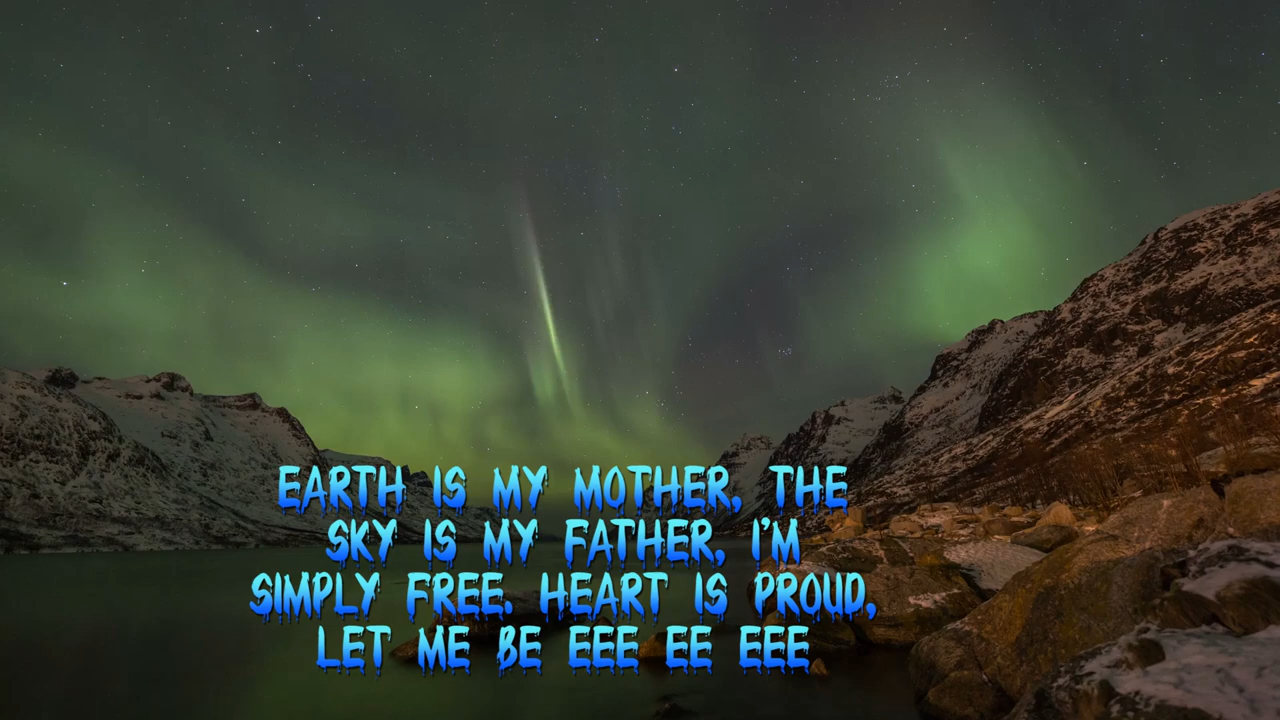 EARTH IS MY MOTHER, THE
SKY IS MY FATHER, I'M
SIMPLY FREE. HEART IS PROUD,
LET ME BE EEE EE EEE